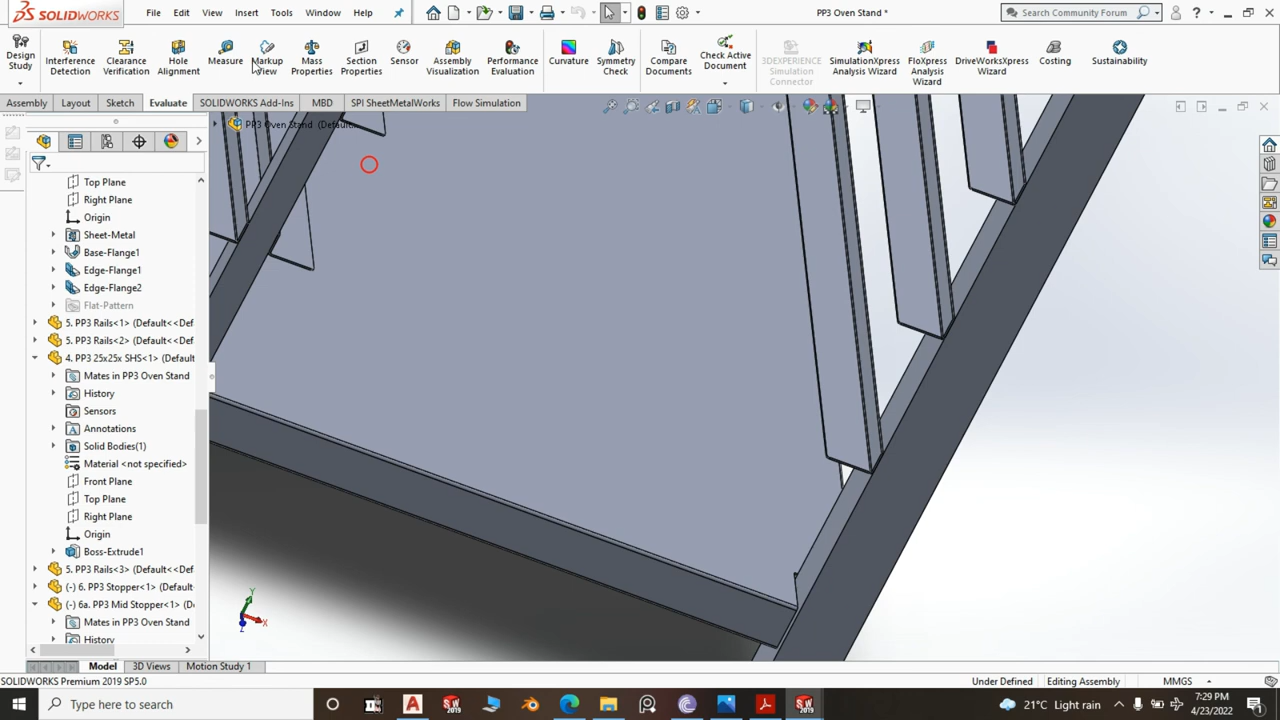 SOLIDWORKS File Edit View Insert Tools Window Help PP3 Oven Stand * Search Community Forum ?
Design Study Interference Detection Clearance Verification Hole Alignment Measure Markup View Mass Properties Section Properties Sensor Assembly Visualization Performance Evaluation Curvature Symmetry Check Compare Documents Check Active Document 3DEXPERIENCE Simulation Connector SimulationXpress Analysis Wizard FloXpress Analysis Wizard DriveWorksXpress Wizard Costing Sustainability
Assembly Layout Sketch Evaluate SOLIDWORKS Add-Ins MBD SPI SheetMetalWorks Flow Simulation
PP3 Oven Stand (Default...
Top Plane
Right Plane
Origin
Sheet-Metal
Base-Flange1
Edge-Flange1
Edge-Flange2
Flat-Pattern
5. PP3 Rails<1> (Default<<Def
5. PP3 Rails<2> (Default<<Def
4. PP3 25x25x SHS<1> (Default
Mates in PP3 Oven Stand
History
Sensors
Annotations
Solid Bodies(1)
Material <not specified>
Front Plane
Top Plane
Right Plane
Origin
Boss-Extrude1
5. PP3 Rails<3> (Default<<Def
(-) 6. PP3 Stopper<1> (Default
(-) 6a. PP3 Mid Stopper<1> (D
Mates in PP3 Oven Stand
History
Y
X
Z
Model 3D Views Motion Study 1
SOLIDWORKS Premium 2019 SP5.0 Under Defined Editing Assembly MMGS
Type here to search 21°C Light rain 7:29 PM
4/23/2022